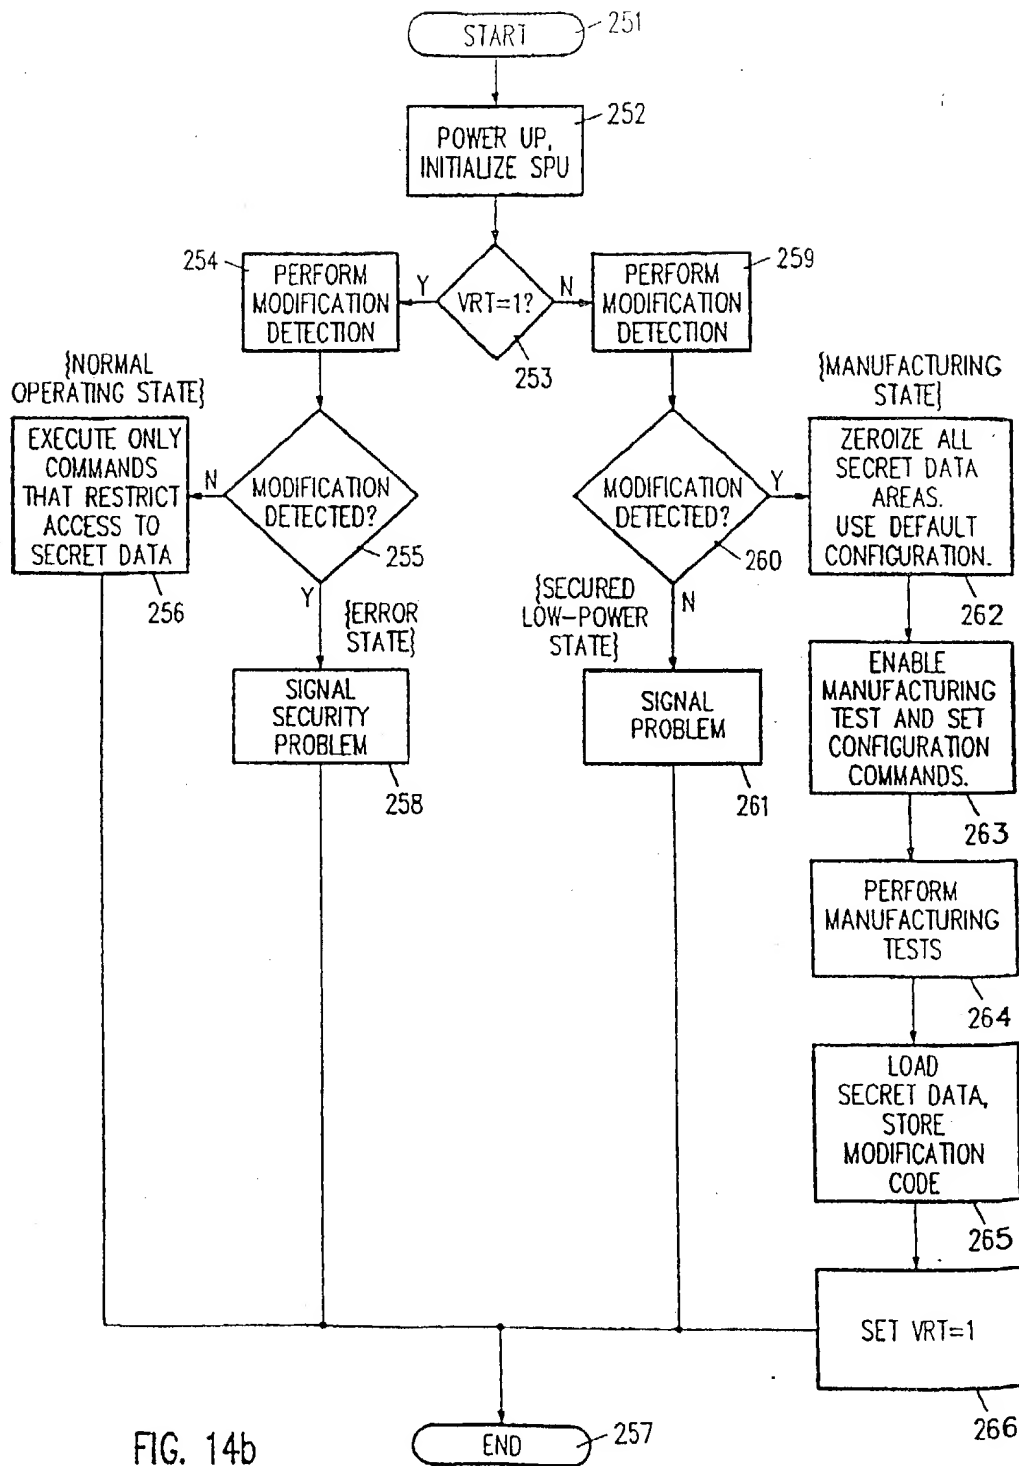 START
251
252
POWER UP,
INITIALIZE SPU
254
PERFORM
MODIFICATION
DETECTION
Y
VRT=1?
N
253
259
PERFORM
MODIFICATION
DETECTION
{NORMAL
OPERATING STATE}
EXECUTE ONLY
COMMANDS
THAT RESTRICT
ACCESS TO
SECRET DATA
256
N
MODIFICATION
DETECTED?
255
Y
{ERROR
STATE}
SIGNAL
SECURITY
PROBLEM
258
MODIFICATION
DETECTED?
260
Y
N
{SECURED
LOW-POWER
STATE}
SIGNAL
PROBLEM
261
{MANUFACTURING
STATE}
ZEROIZE ALL
SECRET DATA
AREAS.
USE DEFAULT
CONFIGURATION.
262
ENABLE
MANUFACTURING
TEST AND SET
CONFIGURATION
COMMANDS.
263
PERFORM
MANUFACTURING
TESTS
264
LOAD
SECRET DATA,
STORE
MODIFICATION
CODE
265
SET VRT=1
266
END
257
FIG. 14b